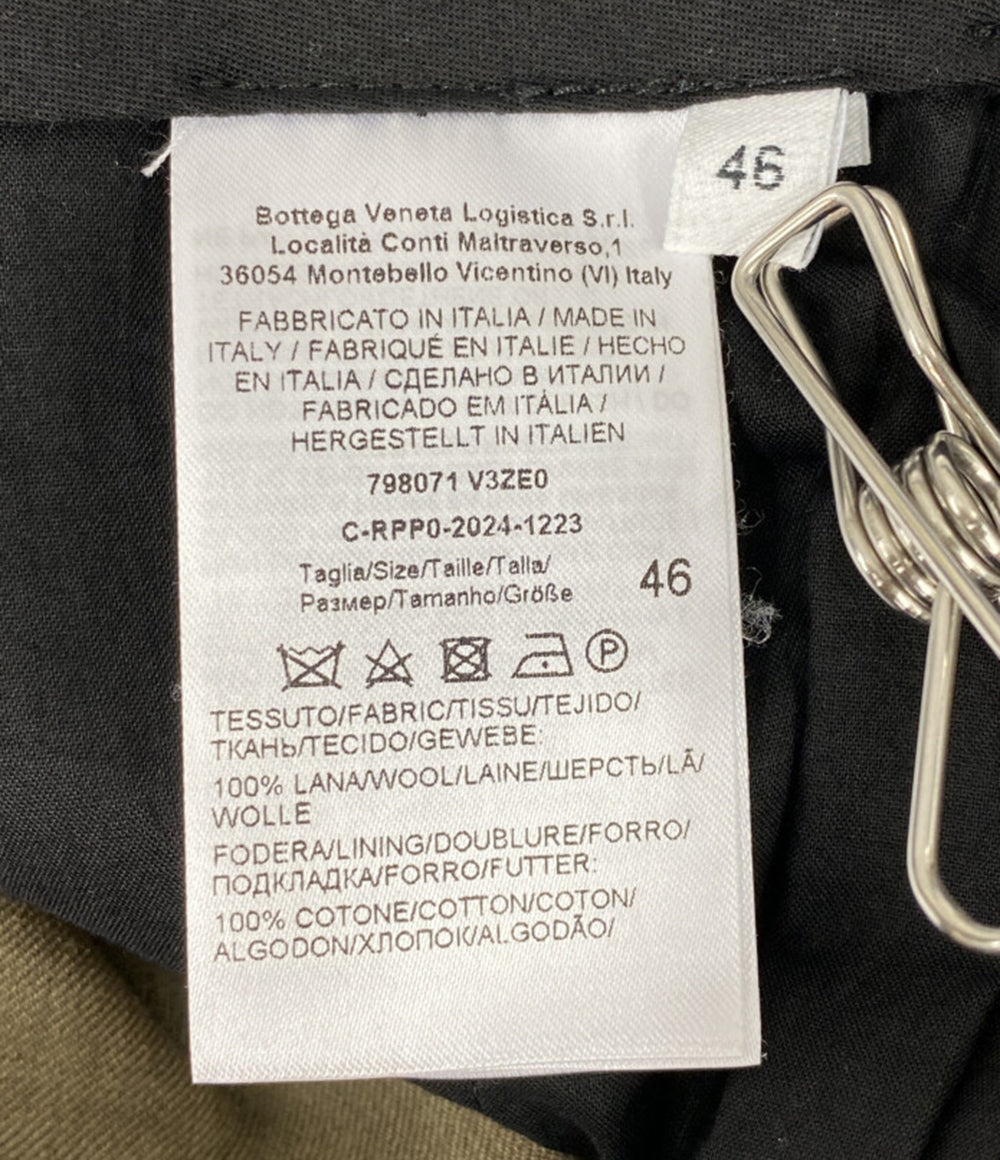 46
Bottega Veneta Logistica S.r.l.
Località Conti Maltraverso,1
36054 Montebello Vicentino (VI) Italy
FABBRICATO IN ITALIA / MADE IN
ITALY / FABRIQUÉ EN ITALIE / HECHO
EN ITALIA / СДЕЛАНО В ИТАЛИИ /
FABRICADO EM ITÁLIA /
HERGESTELLT IN ITALIEN
798071 V3ZE0
C-RPP0-2024-1223
Taglia/Size/Taille/Talla/
Размер/Tamanho/Größe 46
P
TESSUTO/FABRIC/TISSU/TEJIDO/
ТКАНЬ/TECIDO/GEWEBE:
100% LANA/WOOL/LAINE/ШЕРСТЬ/LÃ/
WOLLE
FODERA/LINING/DOUBLURE/FORRO/
ПОДКЛАДКА/FORRO/FUTTER:
100% COTONE/COTTON/COTON/
ALGODON/ХЛОПОК/ALGODÃO/